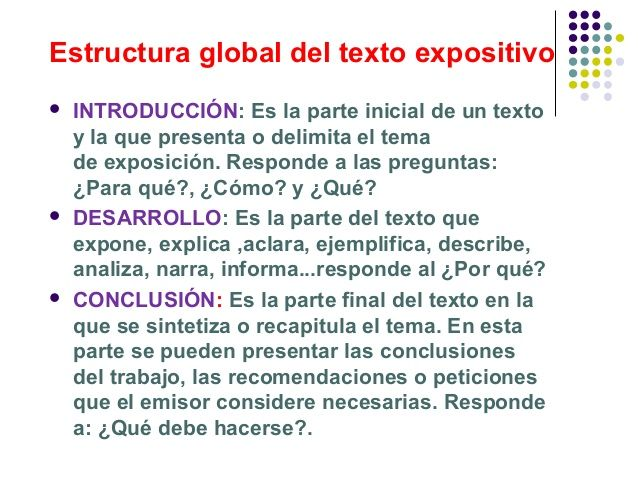 Estructura global del texto expositivo
INTRODUCCIÓN: Es la parte inicial de un texto
y la que presenta o delimita el tema
de exposición. Responde a las preguntas:
¿Para qué?, ¿Cómo? y ¿Qué?
DESARROLLO: Es la parte del texto que
expone, explica ,aclara, ejemplifica, describe,
analiza, narra, informa...responde al ¿Por qué?
CONCLUSIÓN: Es la parte final del texto en la
que se sintetiza o recapitula el tema. En esta
parte se pueden presentar las conclusiones
del trabajo, las recomendaciones o peticiones
que el emisor considere necesarias. Responde
a: ¿Qué debe hacerse?.